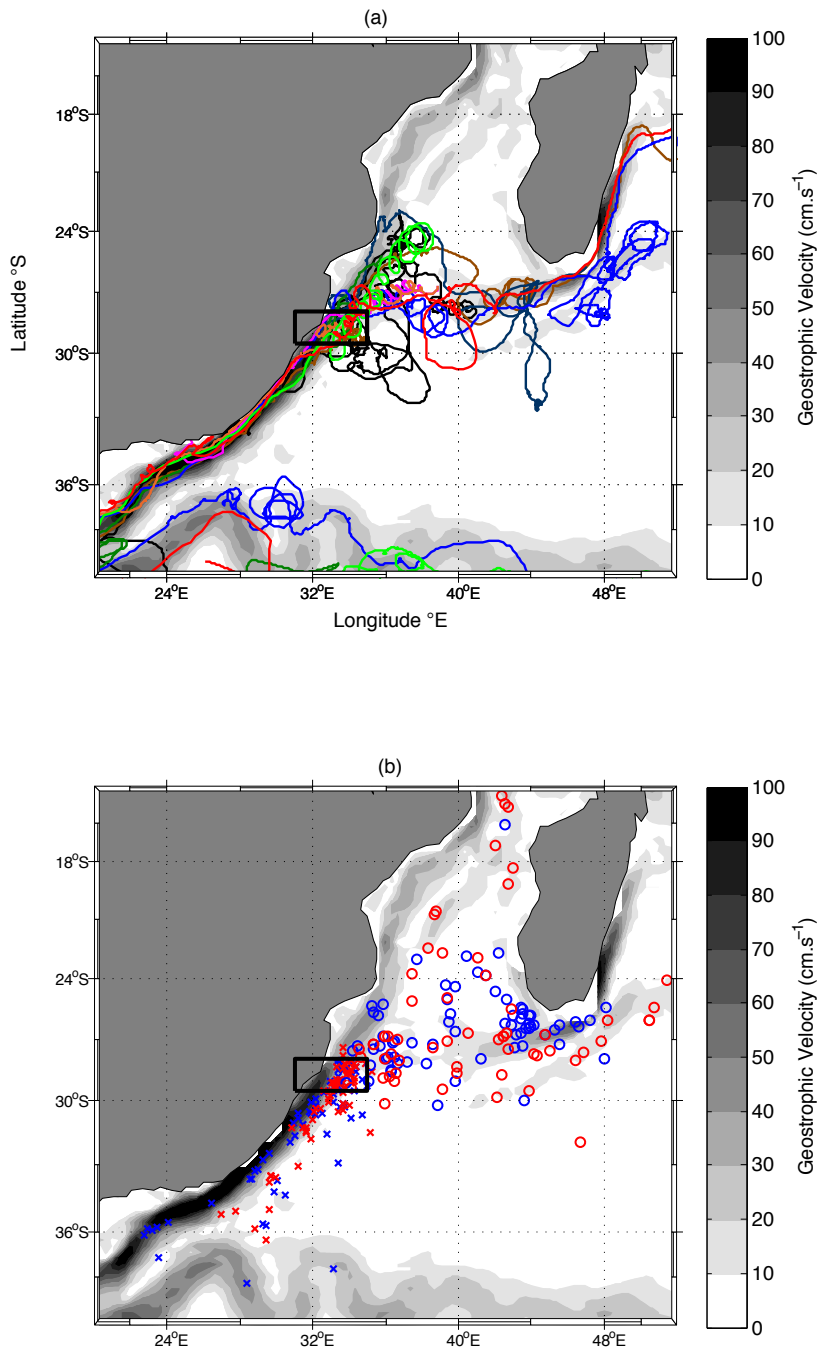 (a)
100
90
18°S
80
70
24°S
60
50
30°S
40
30
36°S
20
10
0
24°E 32°E 40°E 48°E
Latitude °S
Longitude °E
Geostrophic Velocity (cm.s⁻¹)
(b)
100
90
18°S
80
70
24°S
60
50
30°S
40
30
36°S
20
10
0
24°E 32°E 40°E 48°E
Geostrophic Velocity (cm.s⁻¹)